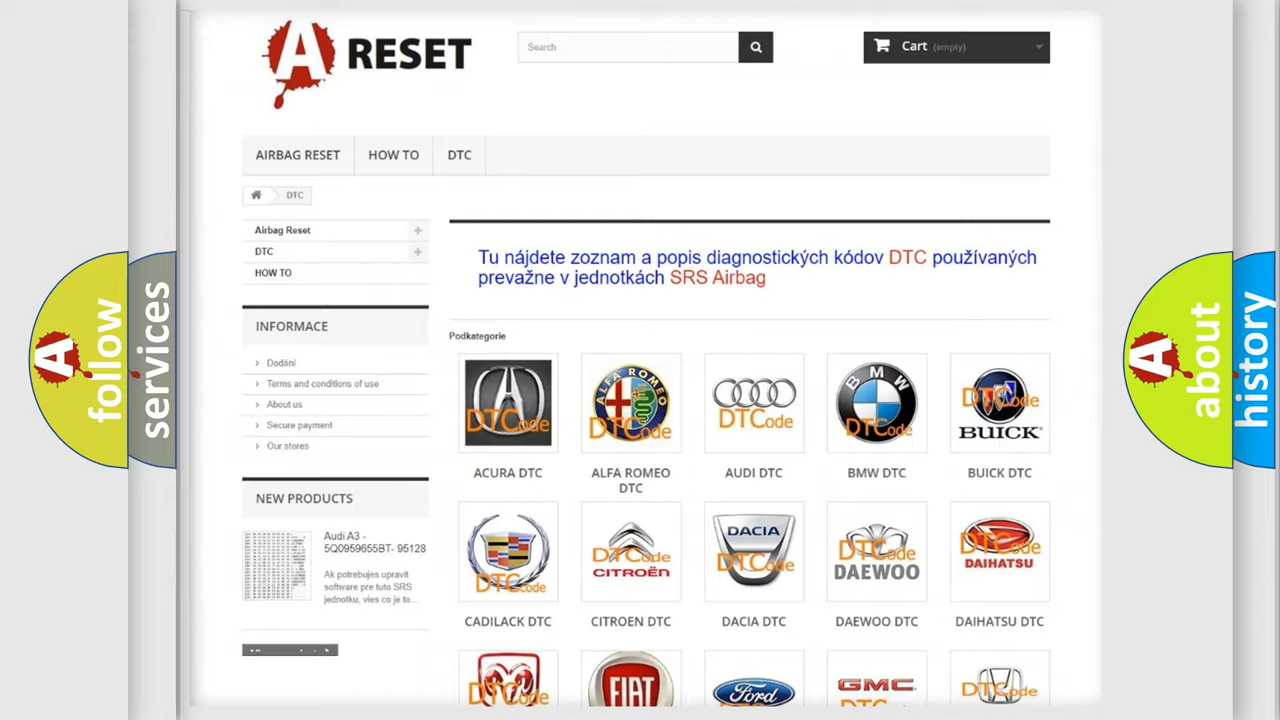 A RESET
Search
Cart (empty)
AIRBAG RESET
HOW TO
DTC
DTC
Airbag Reset
DTC
HOW TO
INFORMACE
Dodání
Terms and conditions of use
About us
Secure payment
Our stores
NEW PRODUCTS
Audi A3 -
5Q0959655BT- 95128
Ak potrebujes upravit
software pre tuto SRS
jednotku, vies co je to...
Tu nájdete zoznam a popis diagnostických kódov DTC používaných
prevažne v jednotkách SRS Airbag
Podkategorie
DTCode
ALFA ROMEO
DTCode
DTCode
BMW
DTCode
DTCode
BUICK
ACURA DTC
ALFA ROMEO
DTC
AUDI DTC
BMW DTC
BUICK DTC
DTCode
DTCode
CITROËN
DACIA
DTCode
DTCode
DAEWOO
DTCode
DAIHATSU
CADILACK DTC
CITROEN DTC
DACIA DTC
DAEWOO DTC
DAIHATSU DTC
DTCode
FIAT
Ford
GMC
DTCode
A follow
services
A about
history